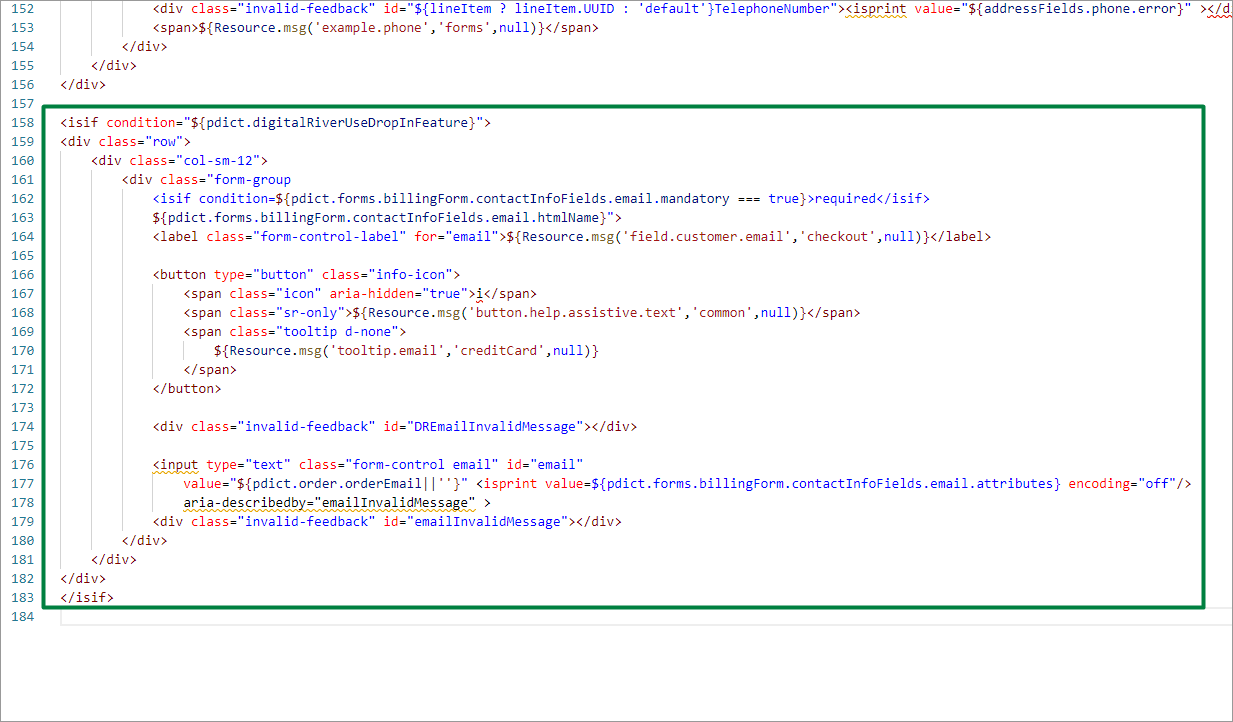 152 <div class="invalid-feedback" id="${lineItem ? lineItem.UUID : 'default'}TelephoneNumber"><isprint value="${addressFields.phone.error}" ></d
153 <span>${Resource.msg('example.phone','forms',null)}</span>
154 </div>
155 </div>
156 </div>
157
158 <isif condition="${pdict.digitalRiverUseDropInFeature}">
159 <div class="row">
160 <div class="col-sm-12">
161 <div class="form-group
162 <isif condition=${pdict.forms.billingForm.contactInfoFields.email.mandatory === true}>required</isif>
163 ${pdict.forms.billingForm.contactInfoFields.email.htmlName}">
164 <label class="form-control-label" for="email">${Resource.msg('field.customer.email','checkout',null)}</label>
165
166 <button type="button" class="info-icon">
167 <span class="icon" aria-hidden="true">i</span>
168 <span class="sr-only">${Resource.msg('button.help.assistive.text','common',null)}</span>
169 <span class="tooltip d-none">
170 ${Resource.msg('tooltip.email','creditCard',null)}
171 </span>
172 </button>
173
174 <div class="invalid-feedback" id="DREmailInvalidMessage"></div>
175
176 <input type="text" class="form-control email" id="email"
177 value="${pdict.order.orderEmail||''}" <isprint value=${pdict.forms.billingForm.contactInfoFields.email.attributes} encoding="off"/>
178 aria-describedby="emailInvalidMessage" >
179 <div class="invalid-feedback" id="emailInvalidMessage"></div>
180 </div>
181 </div>
182 </div>
183 </isif>
184